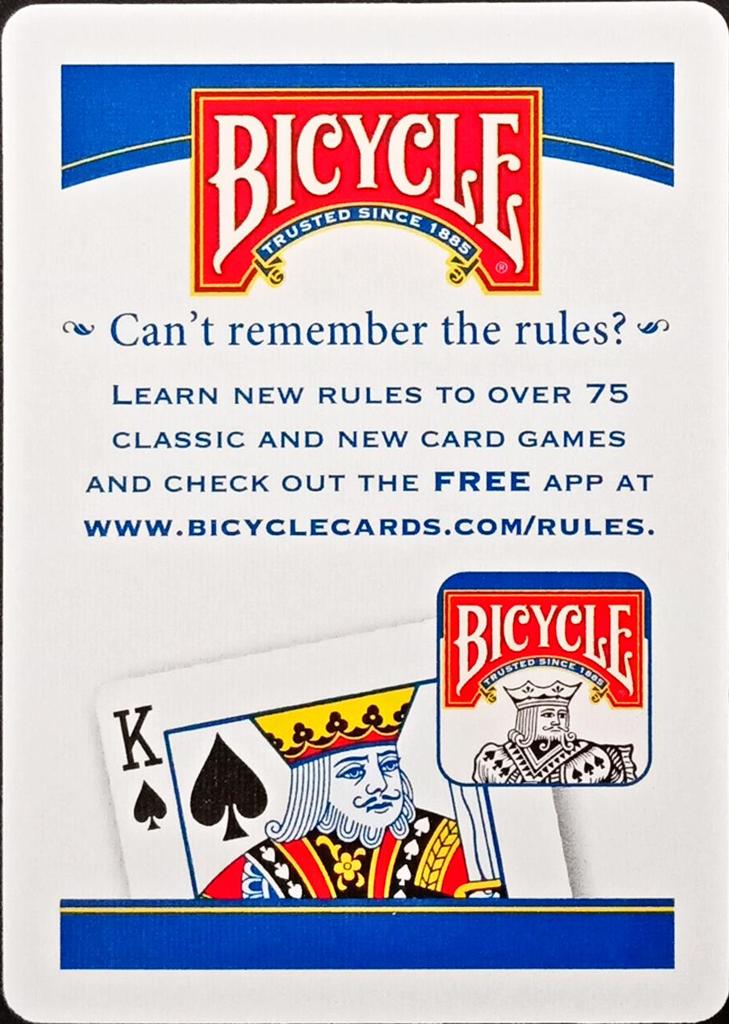 BICYCLE
TRUSTED SINCE 1885
®
Can't remember the rules?
LEARN NEW RULES TO OVER 75
CLASSIC AND NEW CARD GAMES
AND CHECK OUT THE FREE APP AT
WWW.BICYCLECARDS.COM/RULES.
BICYCLE
TRUSTED SINCE 1885
K